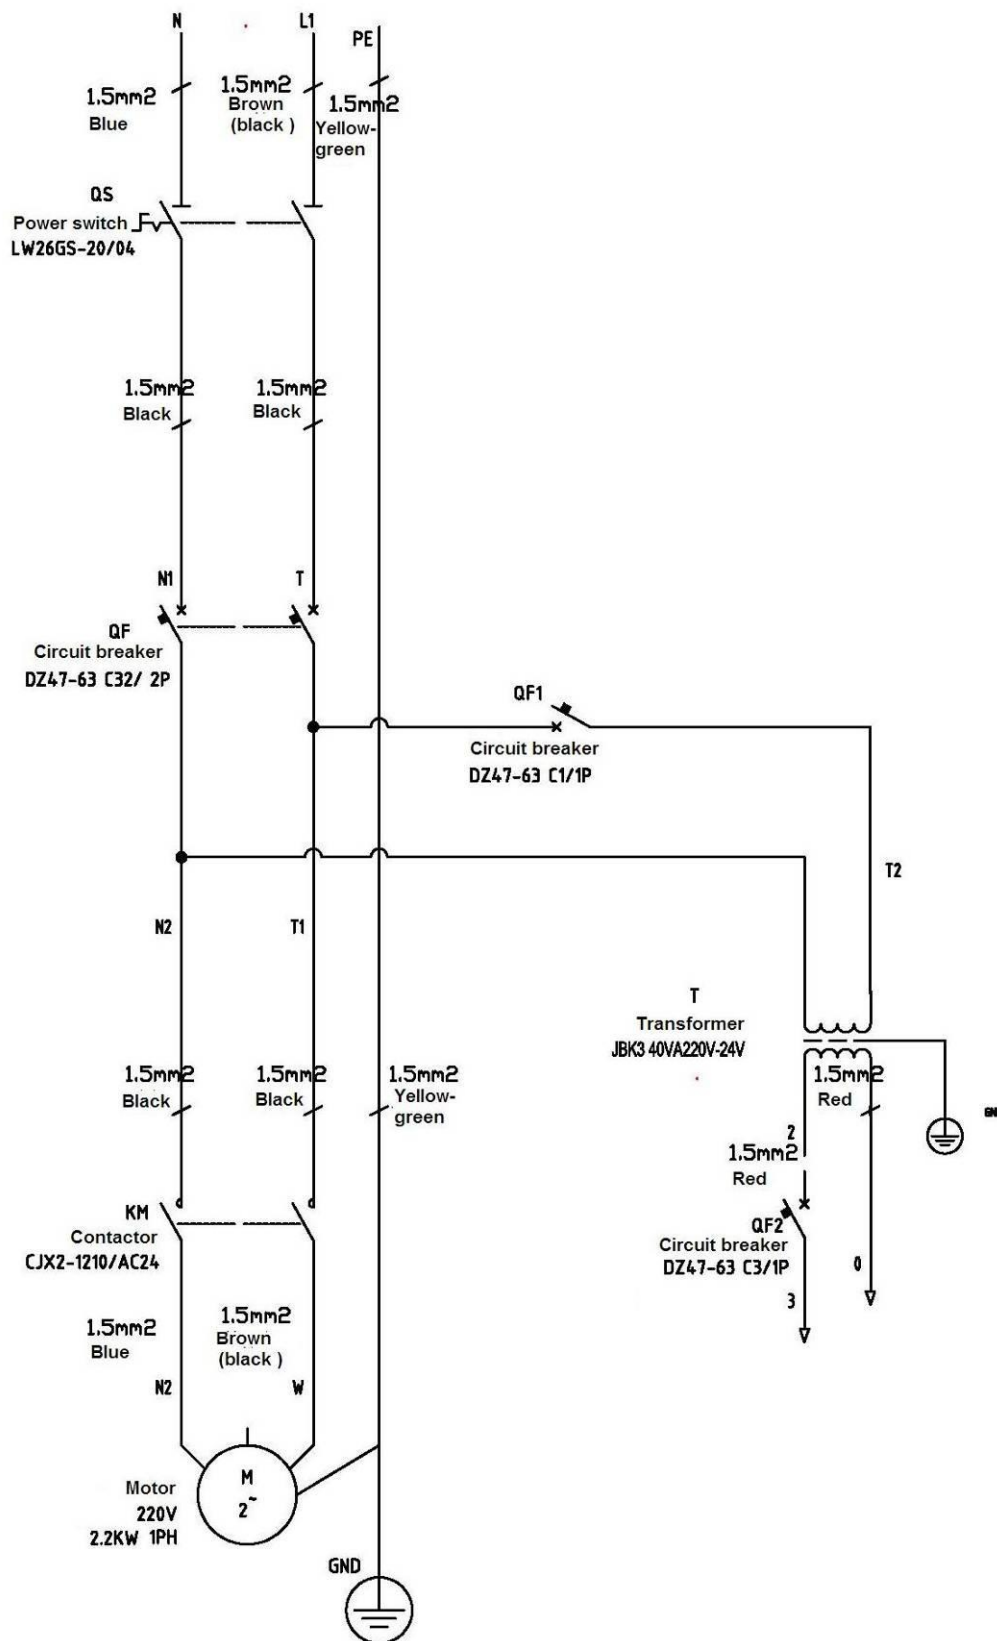 N
L1
PE
1.5mm2
Blue
1.5mm2
Brown
(black )
1.5mm2
Yellow-
green
QS
Power switch
LW26GS-20/04
1.5mm2
Black
1.5mm2
Black
N1
T
QF
Circuit breaker
DZ47-63 C32/ 2P
QF1
Circuit breaker
DZ47-63 C1/1P
T2
N2
T1
T
Transformer
JBK3 40VA220V-24V
1.5mm2
Black
1.5mm2
Black
1.5mm2
Yellow-
green
1.5mm2
Red
GN
2
1.5mm2
Red
KM
Contactor
CJX2-1210/AC24
QF2
Circuit breaker
DZ47-63 C3/1P
0
3
1.5mm2
Blue
1.5mm2
Brown
(black )
N2
W
M
2~
Motor
220V
2.2KW 1PH
GND